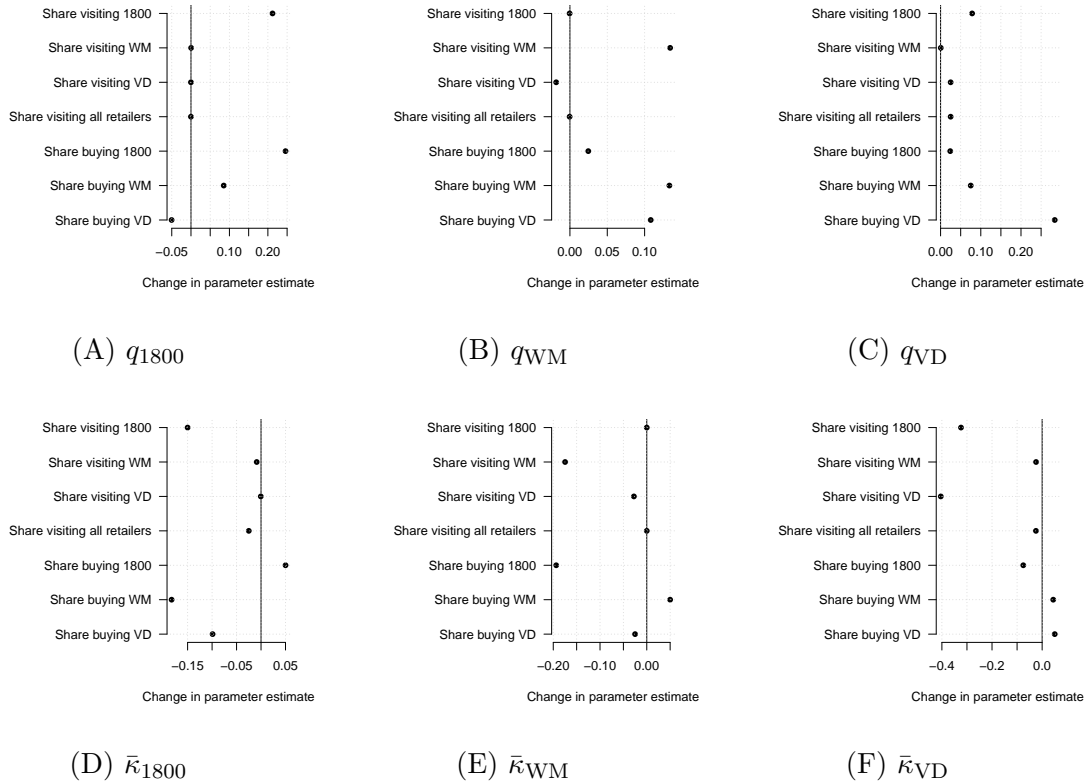 Share visiting 1800
Share visiting WM
Share visiting VD
Share visiting all retailers
Share buying 1800
Share buying WM
Share buying VD
−0.05 0.10 0.20
Change in parameter estimate
(A) q1800
Share visiting 1800
Share visiting WM
Share visiting VD
Share visiting all retailers
Share buying 1800
Share buying WM
Share buying VD
0.00 0.10
Change in parameter estimate
(B) qWM
Share visiting 1800
Share visiting WM
Share visiting VD
Share visiting all retailers
Share buying 1800
Share buying WM
Share buying VD
0.00 0.10 0.20
Change in parameter estimate
(C) qVD
Share visiting 1800
Share visiting WM
Share visiting VD
Share visiting all retailers
Share buying 1800
Share buying WM
Share buying VD
−0.15 −0.05 0.05
Change in parameter estimate
(D) κ̄1800
Share visiting 1800
Share visiting WM
Share visiting VD
Share visiting all retailers
Share buying 1800
Share buying WM
Share buying VD
−0.20 −0.10 0.00
Change in parameter estimate
(E) κ̄WM
Share visiting 1800
Share visiting WM
Share visiting VD
Share visiting all retailers
Share buying 1800
Share buying WM
Share buying VD
−0.4 −0.2 0.0
Change in parameter estimate
(F) κ̄VD